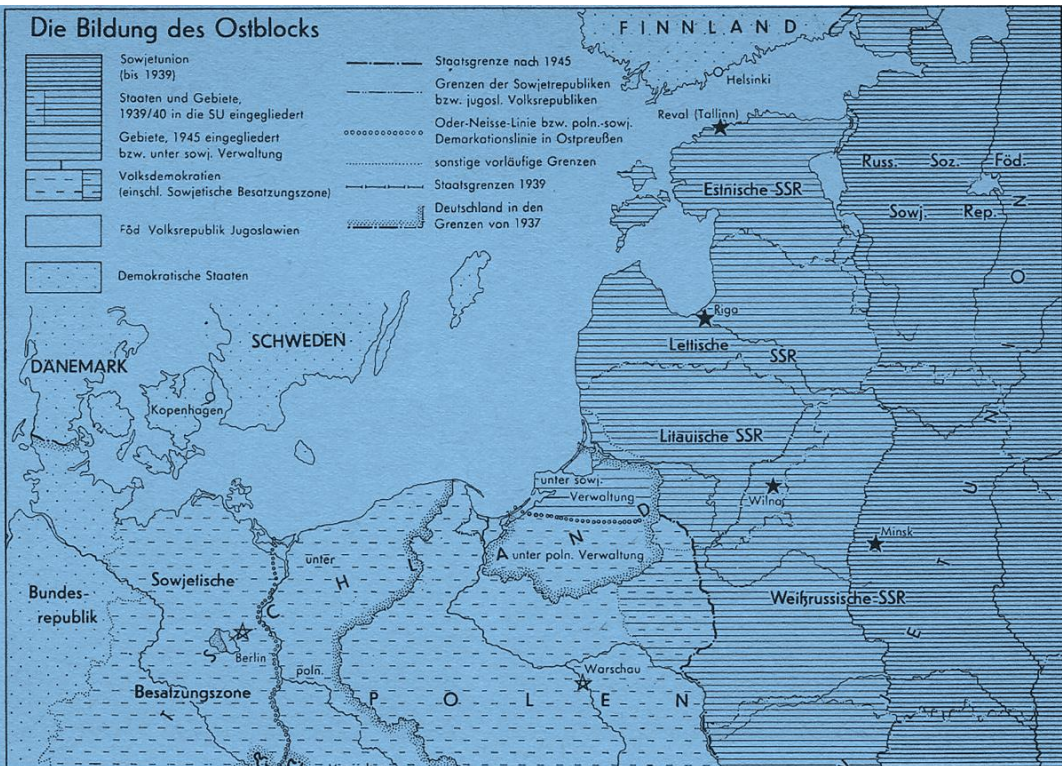 Die Bildung des Ostblocks
Sowjetunion
(bis 1939)
Staaten und Gebiete,
1939/40 in die SU eingegliedert
Gebiete, 1945 eingegliedert
bzw. unter sowj. Verwaltung
Volksdemokratien
(einschl. Sowjetische Besatzungszone)
Föd Volksrepublik Jugoslawien
Demokratische Staaten
Staatsgrenze nach 1945
Grenzen der Sowjetrepubliken
bzw. jugosl. Volksrepubliken
Oder-Neisse-Linie bzw. poln.-sowj.
Demarkationslinie in Ostpreußen
sonstige vorläufige Grenzen
Staatsgrenzen 1939
Deutschland in den
Grenzen von 1937
FINNLAND
Helsinki
Reval (Tallinn)
Estnische SSR
Russ. Soz. Föd.
Sowj. Rep.
SCHWEDEN
DÄNEMARK
Kopenhagen
Riga
Lettische SSR
Litauische SSR
Wilna
unter sowj.
Verwaltung
unter poln. Verwaltung
Minsk
Weißrussische-SSR
Bundes-
republik
Sowjetische
Besatzungszone
Berlin
unter
poln.
Warschau
POLEN
T S C H L A N D
E T U N I O N